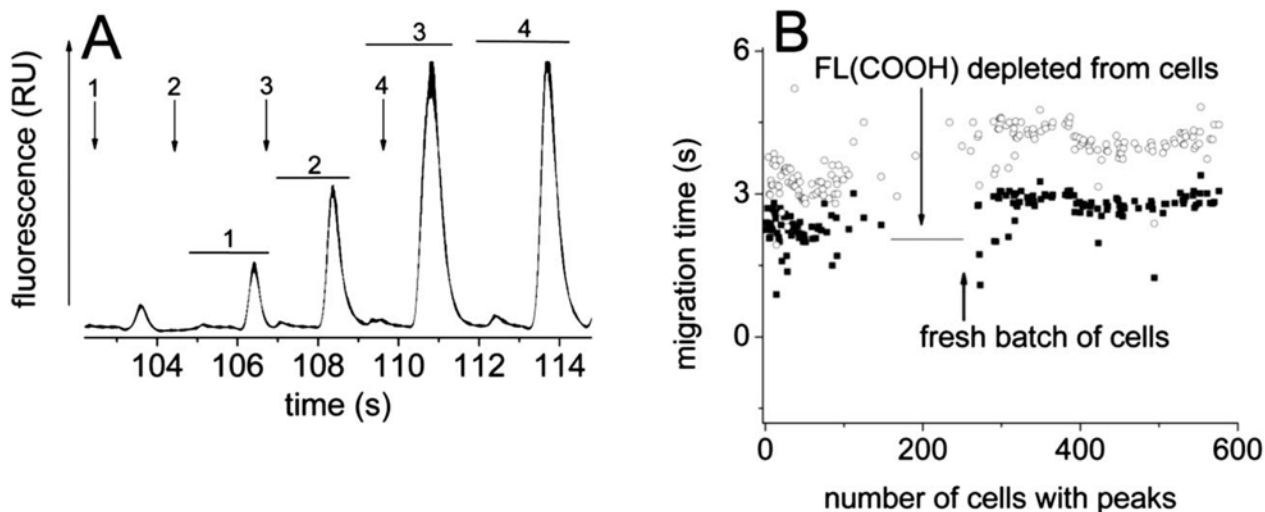 A
fluorescence (RU)
1 2 3 4
1 2 3 4
104 106 108 110 112 114
time (s)
B
migration time (s)
6
3
0
FL(COOH) depleted from cells
fresh batch of cells
0 200 400 600
number of cells with peaks